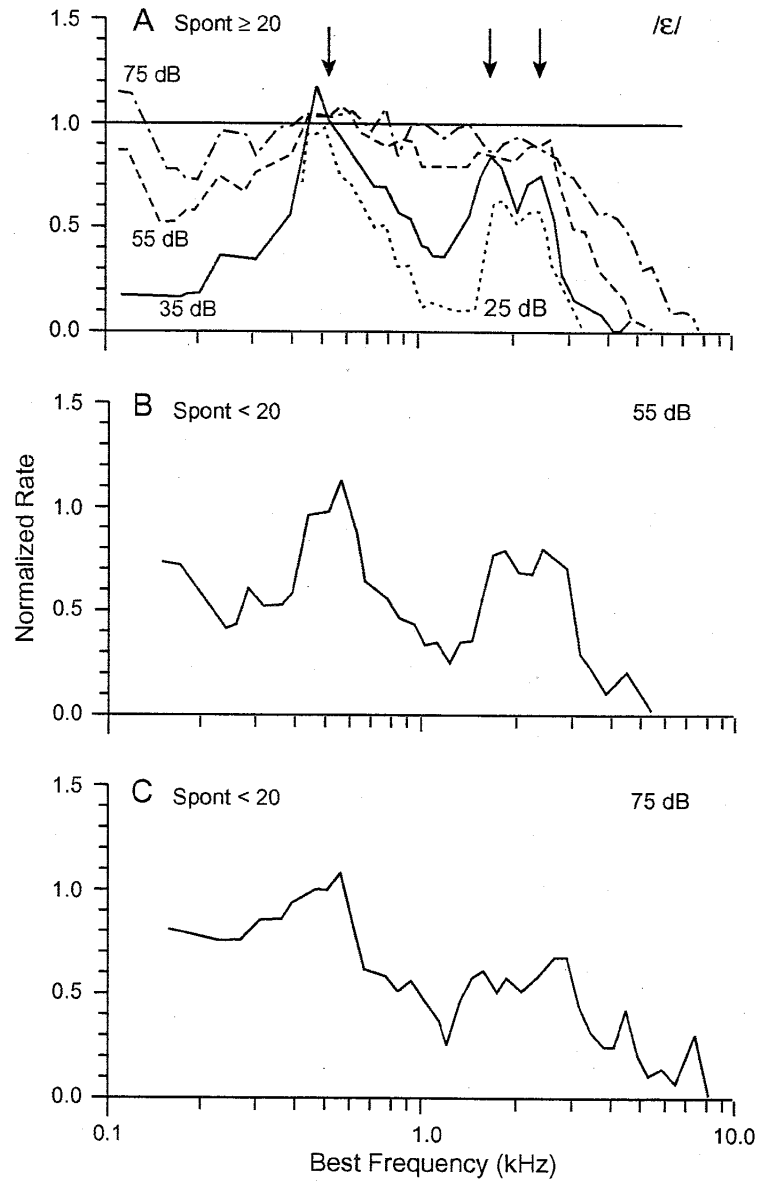 1.5
A Spont ≥ 20 /ε/
75 dB
1.0
0.5
55 dB
35 dB
25 dB
0.0
1.5
B Spont < 20 55 dB
1.0
Normalized Rate
0.5
0.0
1.5
C Spont < 20 75 dB
1.0
0.5
0.0
0.1 1.0 10.0
Best Frequency (kHz)